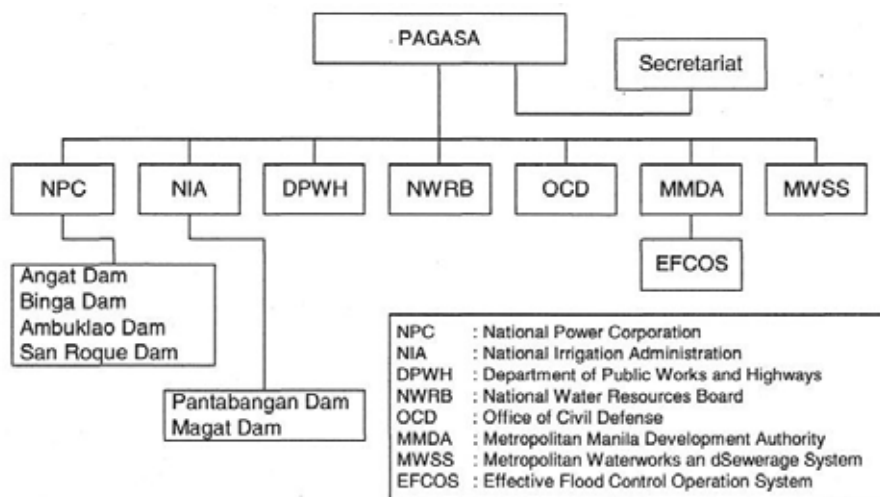 PAGASA
Secretariat
NPC
NIA
DPWH
NWRB
OCD
MMDA
MWSS
EFCOS
Angat Dam
Binga Dam
Ambuklao Dam
San Roque Dam
Pantabangan Dam
Magat Dam
NPC : National Power Corporation
NIA : National Irrigation Administration
DPWH : Department of Public Works and Highways
NWRB : National Water Resources Board
OCD : Office of Civil Defense
MMDA : Metropolitan Manila Development Authority
MWSS : Metropolitan Waterworks an dSewerage System
EFCOS : Effective Flood Control Operation System